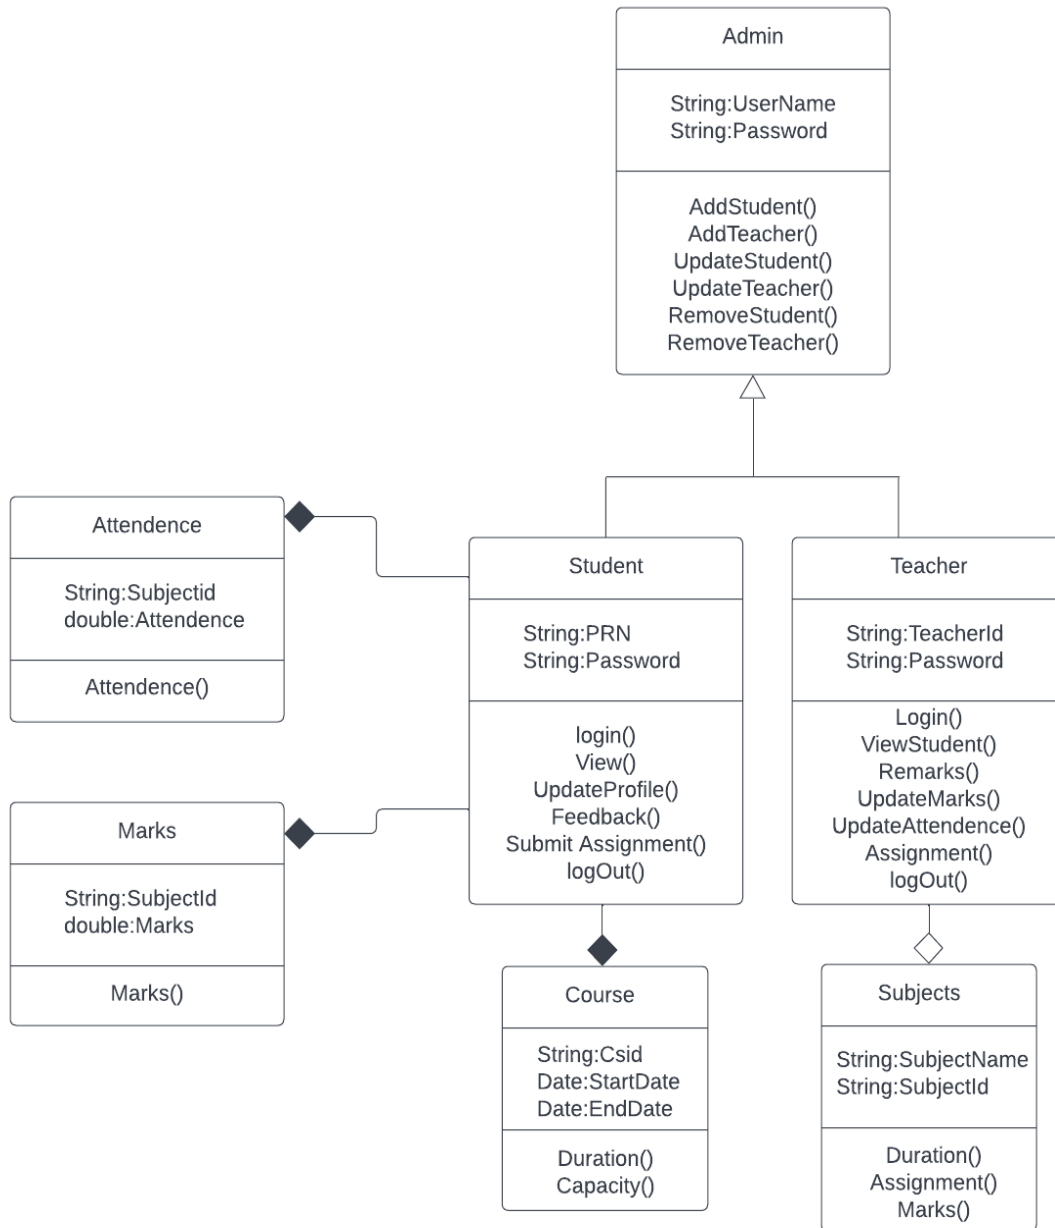 Admin
String:UserName
String:Password
AddStudent()
AddTeacher()
UpdateStudent()
UpdateTeacher()
RemoveStudent()
RemoveTeacher()
Attendence
String:Subjectid
double:Attendence
Attendence()
Student
String:PRN
String:Password
login()
View()
UpdateProfile()
Feedback()
Submit Assignment()
logOut()
Teacher
String:TeacherId
String:Password
Login()
ViewStudent()
Remarks()
UpdateMarks()
UpdateAttendence()
Assignment()
logOut()
Marks
String:SubjectId
double:Marks
Marks()
Course
String:Csid
Date:StartDate
Date:EndDate
Duration()
Capacity()
Subjects
String:SubjectName
String:SubjectId
Duration()
Assignment()
Marks()